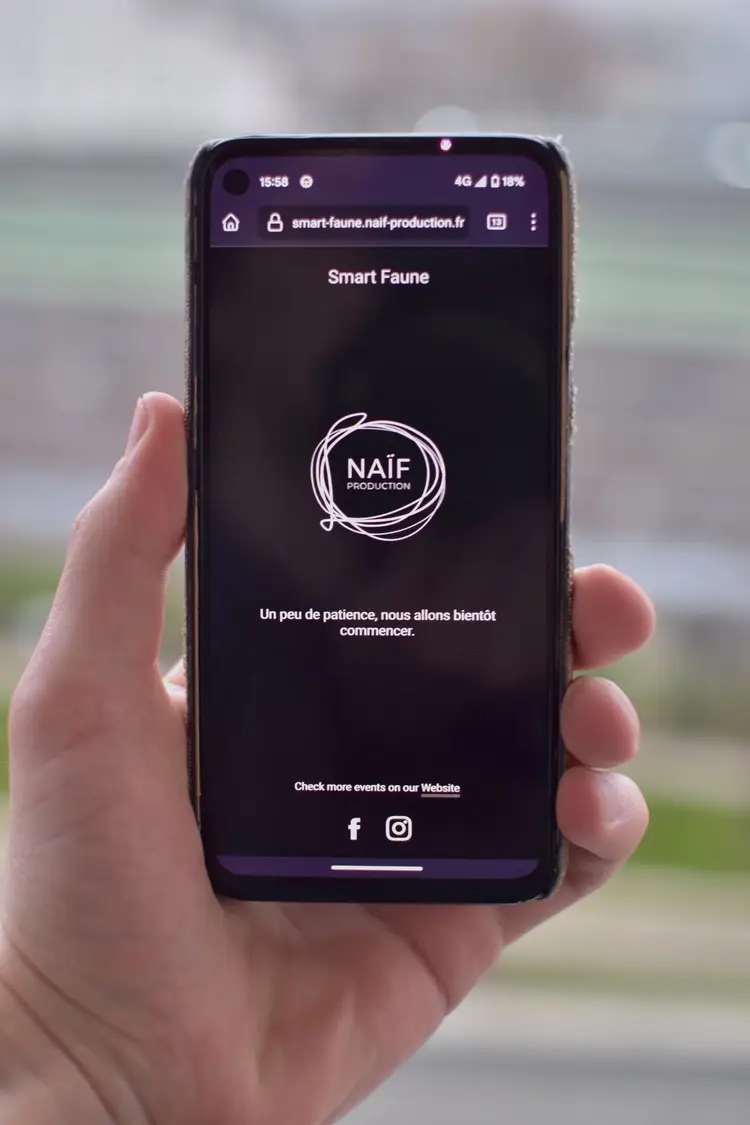 15:58 4G 18%
smart-faune.naif-production.fr 13
Smart Faune
NAÏF
PRODUCTION
Un peu de patience, nous allons bientôt
commencer.
Check more events on our Website